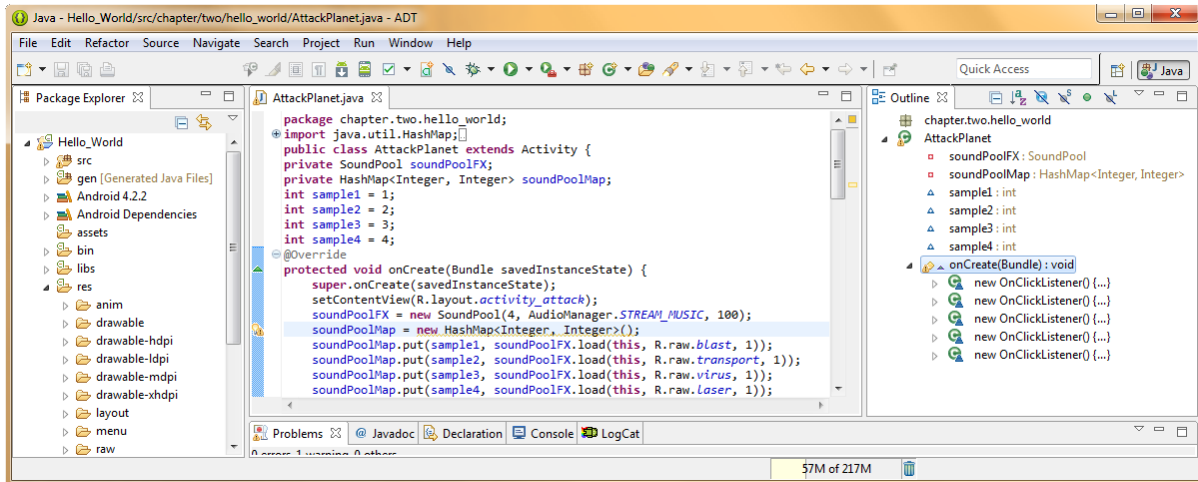 Java - Hello_World/src/chapter/two/hello_world/AttackPlanet.java - ADT
File Edit Refactor Source Navigate Search Project Run Window Help
Quick Access
Java
Package Explorer
Hello_World
src
gen [Generated Java Files]
Android 4.2.2
Android Dependencies
assets
bin
libs
res
anim
drawable
drawable-hdpi
drawable-ldpi
drawable-mdpi
drawable-xhdpi
layout
menu
raw
AttackPlanet.java
package chapter.two.hello_world;
import java.util.HashMap;
public class AttackPlanet extends Activity {
private SoundPool soundPoolFX;
private HashMap<Integer, Integer> soundPoolMap;
int sample1 = 1;
int sample2 = 2;
int sample3 = 3;
int sample4 = 4;
@Override
protected void onCreate(Bundle savedInstanceState) {
super.onCreate(savedInstanceState);
setContentView(R.layout.activity_attack);
soundPoolFX = new SoundPool(4, AudioManager.STREAM_MUSIC, 100);
soundPoolMap = new HashMap<Integer, Integer>();
soundPoolMap.put(sample1, soundPoolFX.load(this, R.raw.blast, 1));
soundPoolMap.put(sample2, soundPoolFX.load(this, R.raw.transport, 1));
soundPoolMap.put(sample3, soundPoolFX.load(this, R.raw.virus, 1));
soundPoolMap.put(sample4, soundPoolFX.load(this, R.raw.laser, 1));
Problems @ Javadoc Declaration Console LogCat
0 errors, 1 warning, 0 others
Outline
chapter.two.hello_world
AttackPlanet
soundPoolFX : SoundPool
soundPoolMap : HashMap<Integer, Integer>
sample1 : int
sample2 : int
sample3 : int
sample4 : int
onCreate(Bundle) : void
new OnClickListener() {...}
new OnClickListener() {...}
new OnClickListener() {...}
new OnClickListener() {...}
new OnClickListener() {...}
57M of 217M